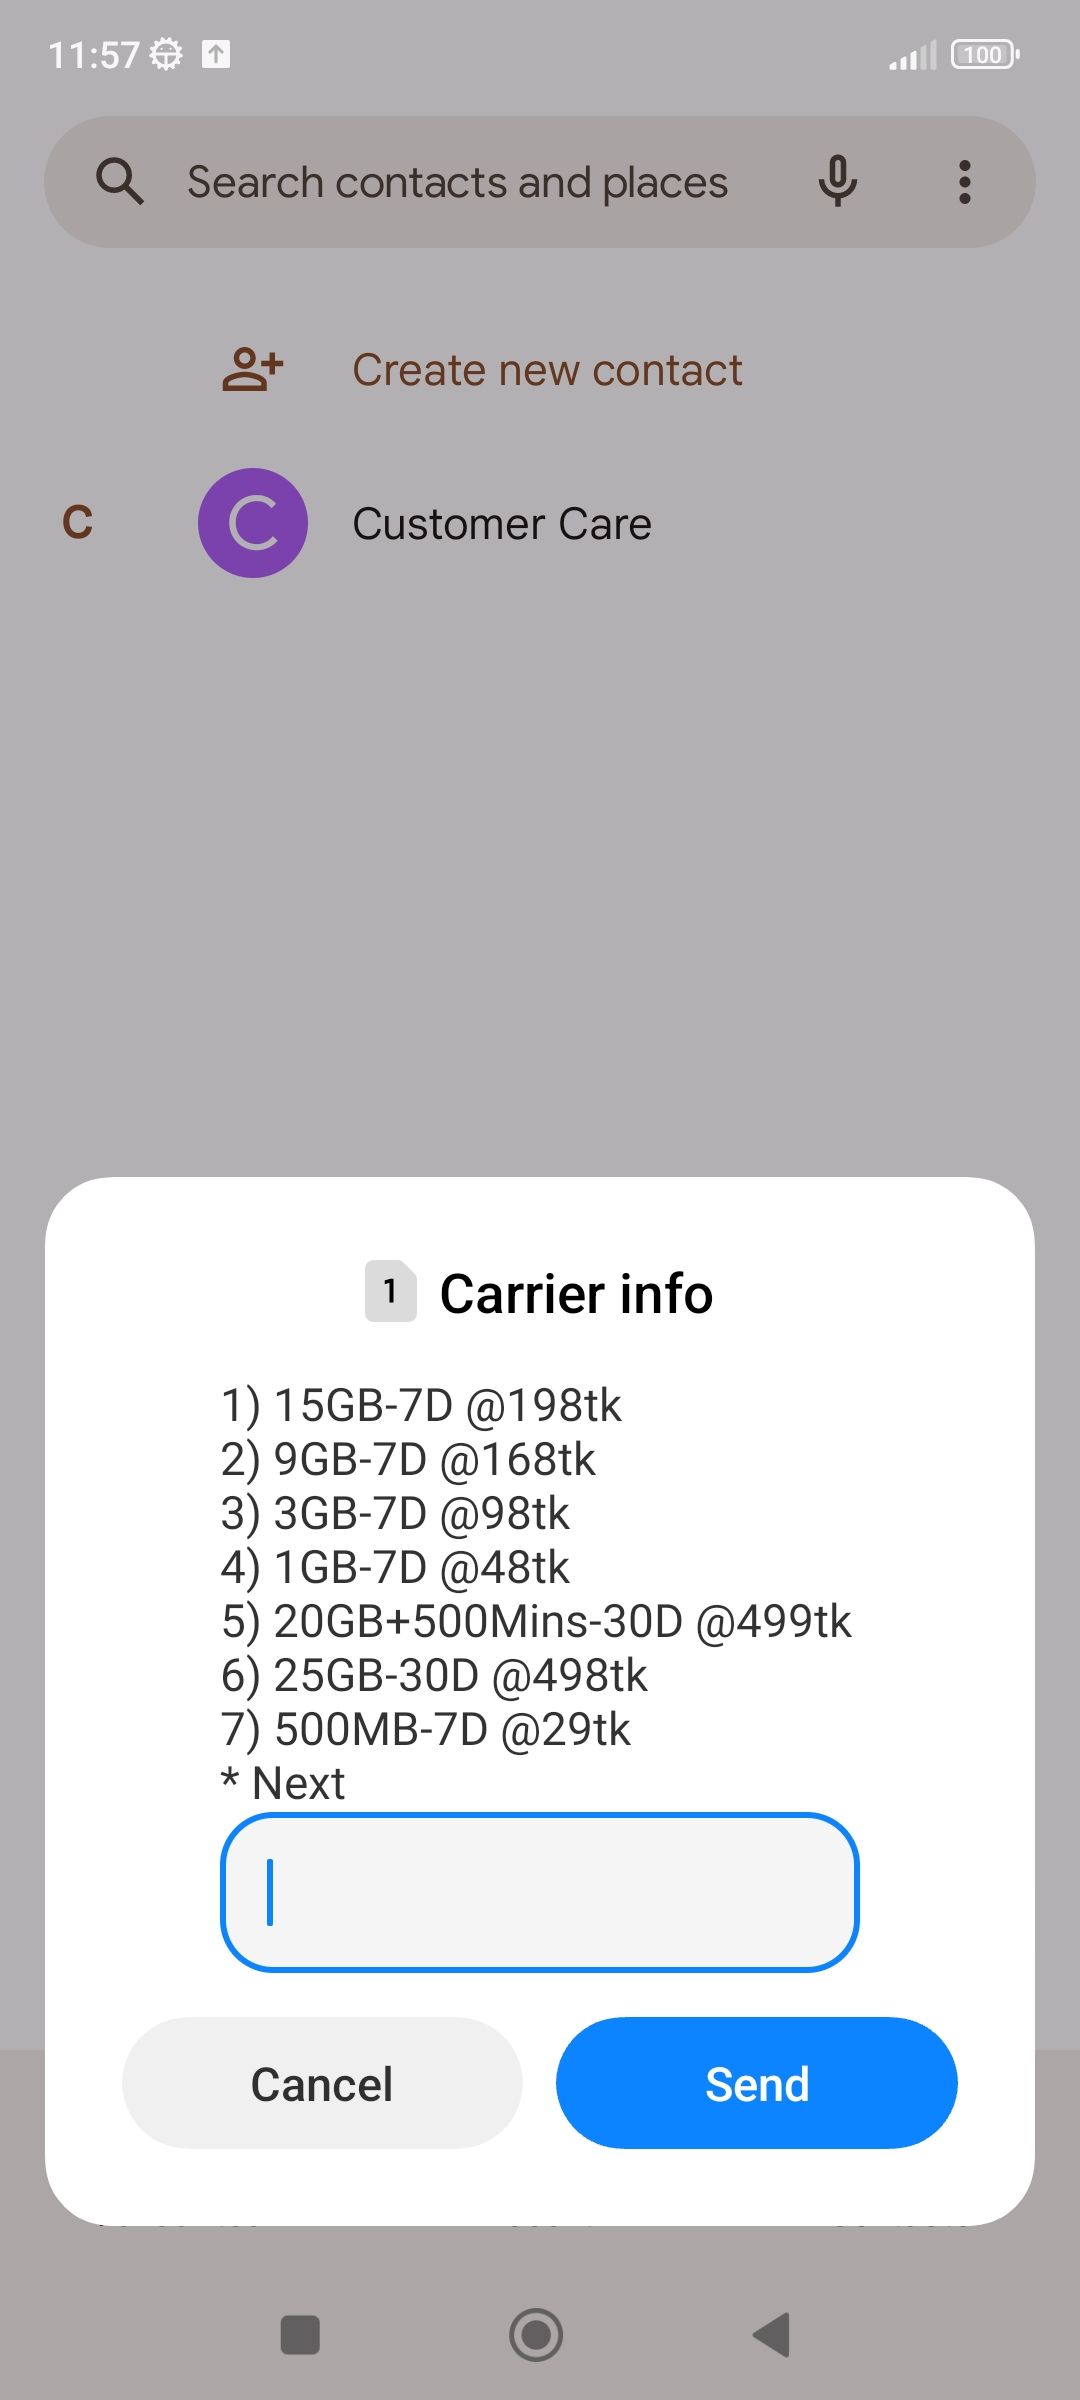 11:57
100
Search contacts and places
Create new contact
C
C
Customer Care
1
Carrier info
1) 15GB-7D @198tk
2) 9GB-7D @168tk
3) 3GB-7D @98tk
4) 1GB-7D @48tk
5) 20GB+500Mins-30D @499tk
6) 25GB-30D @498tk
7) 500MB-7D @29tk
* Next
Cancel
Send